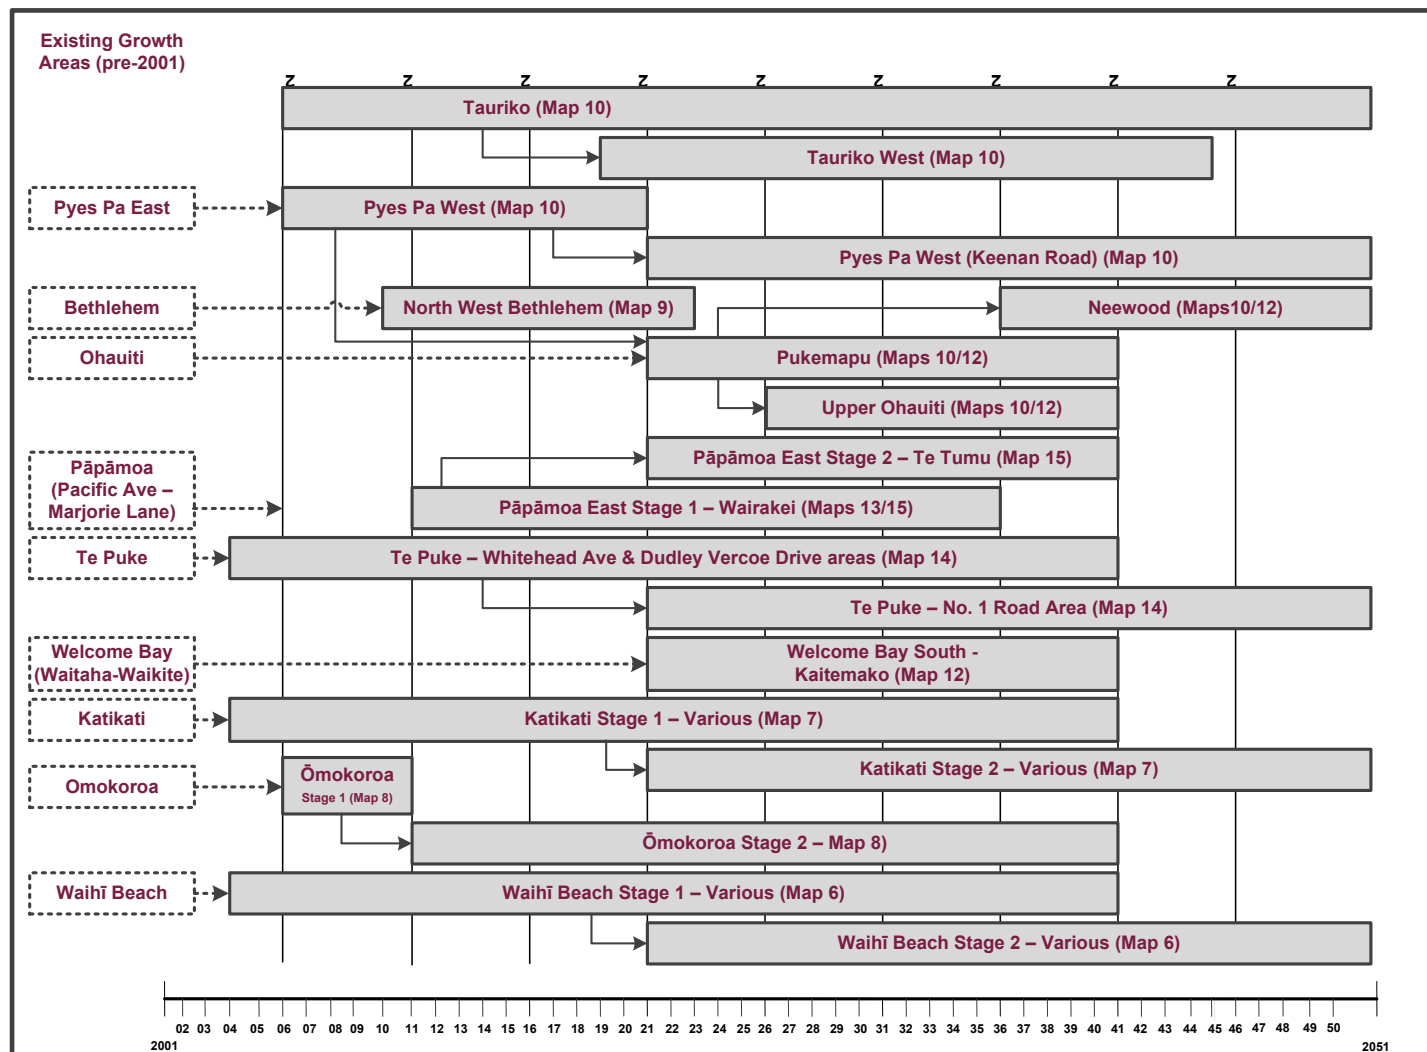 Existing Growth
Areas (pre-2001)
2 2 2 2 2 2 2 2 2
Tauriko (Map 10)
Tauriko West (Map 10)
Pyes Pa East
Pyes Pa West (Map 10)
Pyes Pa West (Keenan Road) (Map 10)
Bethlehem
North West Bethlehem (Map 9)
Neewood (Maps10/12)
Ohauiti
Pukemapu (Maps 10/12)
Upper Ohauiti (Maps 10/12)
Pāpāmoa East Stage 2 – Te Tumu (Map 15)
Pāpāmoa
(Pacific Ave –
Marjorie Lane)
Pāpāmoa East Stage 1 – Wairakei (Maps 13/15)
Te Puke
Te Puke – Whitehead Ave & Dudley Vercoe Drive areas (Map 14)
Te Puke – No. 1 Road Area (Map 14)
Welcome Bay
(Waitaha-Waikite)
Welcome Bay South -
Kaitemako (Map 12)
Katikati
Katikati Stage 1 – Various (Map 7)
Katikati Stage 2 – Various (Map 7)
Omokoroa
Ōmokoroa
Stage 1 (Map 8)
Ōmokoroa Stage 2 – Map 8)
Waihī Beach
Waihī Beach Stage 1 – Various (Map 6)
Waihī Beach Stage 2 – Various (Map 6)
02 03 04 05 06 07 08 09 10 11 12 13 14 15 16 17 18 19 20 21 22 23 24 25 26 27 28 29 30 31 32 33 34 35 36 37 38 39 40 41 42 43 44 45 46 47 48 49 50
2001 2051